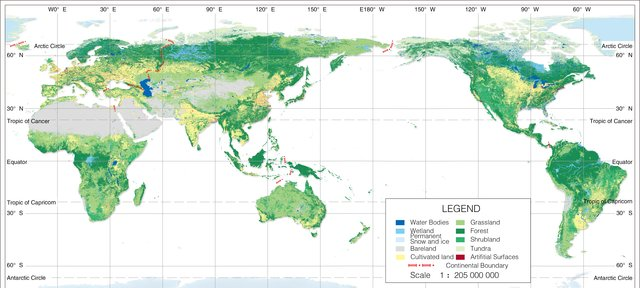 W0° E 30° E 60° E 90° E 120° E 150° E E180° W 150° W 120° W 90° W 60° W
Arctic Circle
60° N
30° N
Tropic of Cancer
Equator
Tropic of Capricorn
30° S
60° S
Antarctic Circle
Arctic Circle
60° N
30° N
Tropic of Cancer
Equator
Tropic of Capricorn
30° S
60° S
Antarctic Circle
LEGEND
Water Bodies
Wetland
Permanent
Snow and ice
Bareland
Cultivated land
Grassland
Forest
Shrubland
Tundra
Artifitial Surfaces
Continental Boundary
Scale 1 : 205 000 000